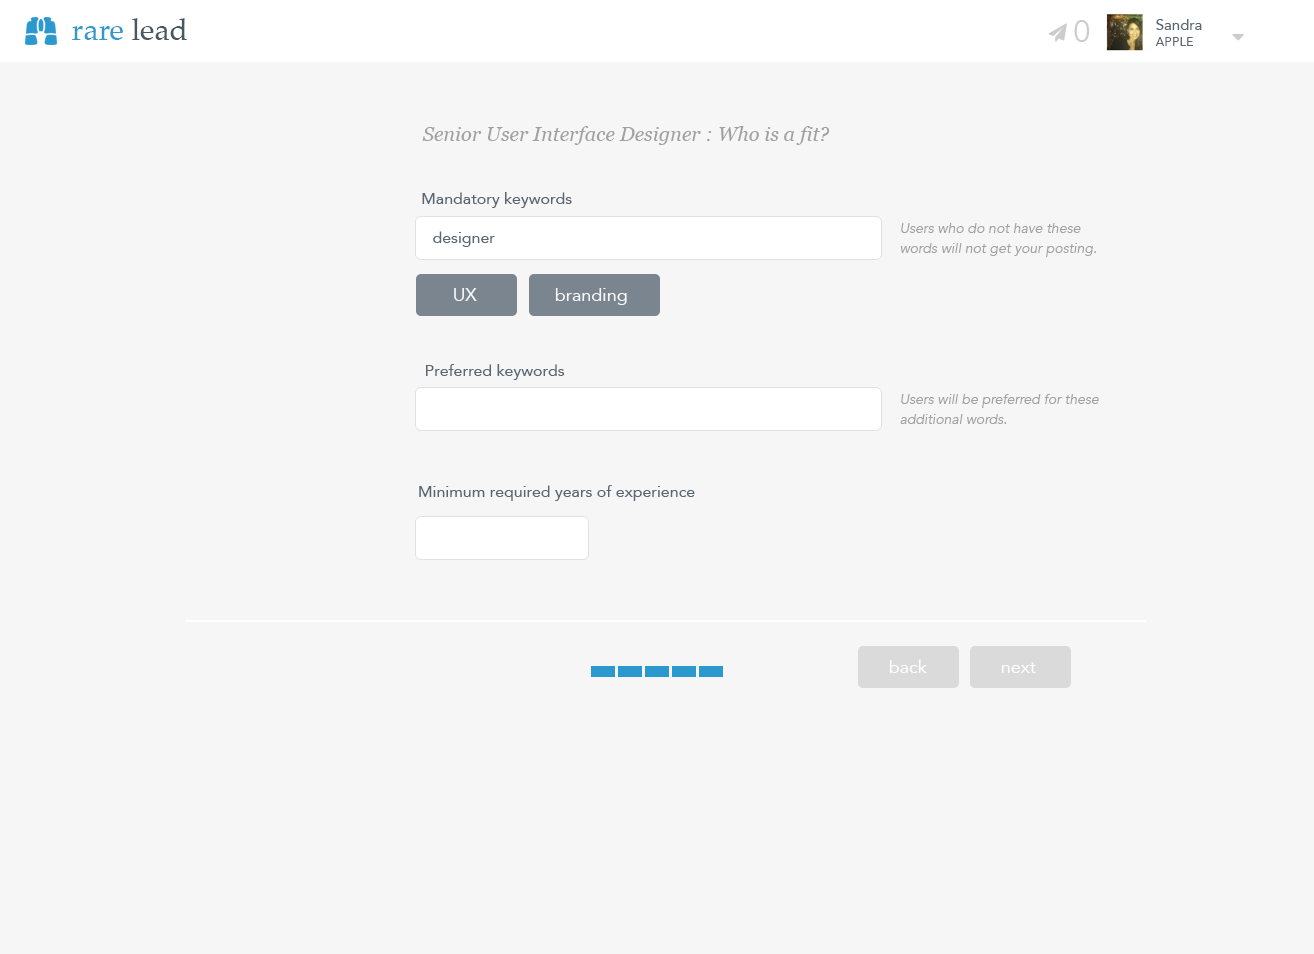 rare lead
0
Sandra
APPLE
Senior User Interface Designer : Who is a fit?
Mandatory keywords
designer
Users who do not have these
words will not get your posting.
UX
branding
Preferred keywords
Users will be preferred for these
additional words.
Minimum required years of experience
back
next